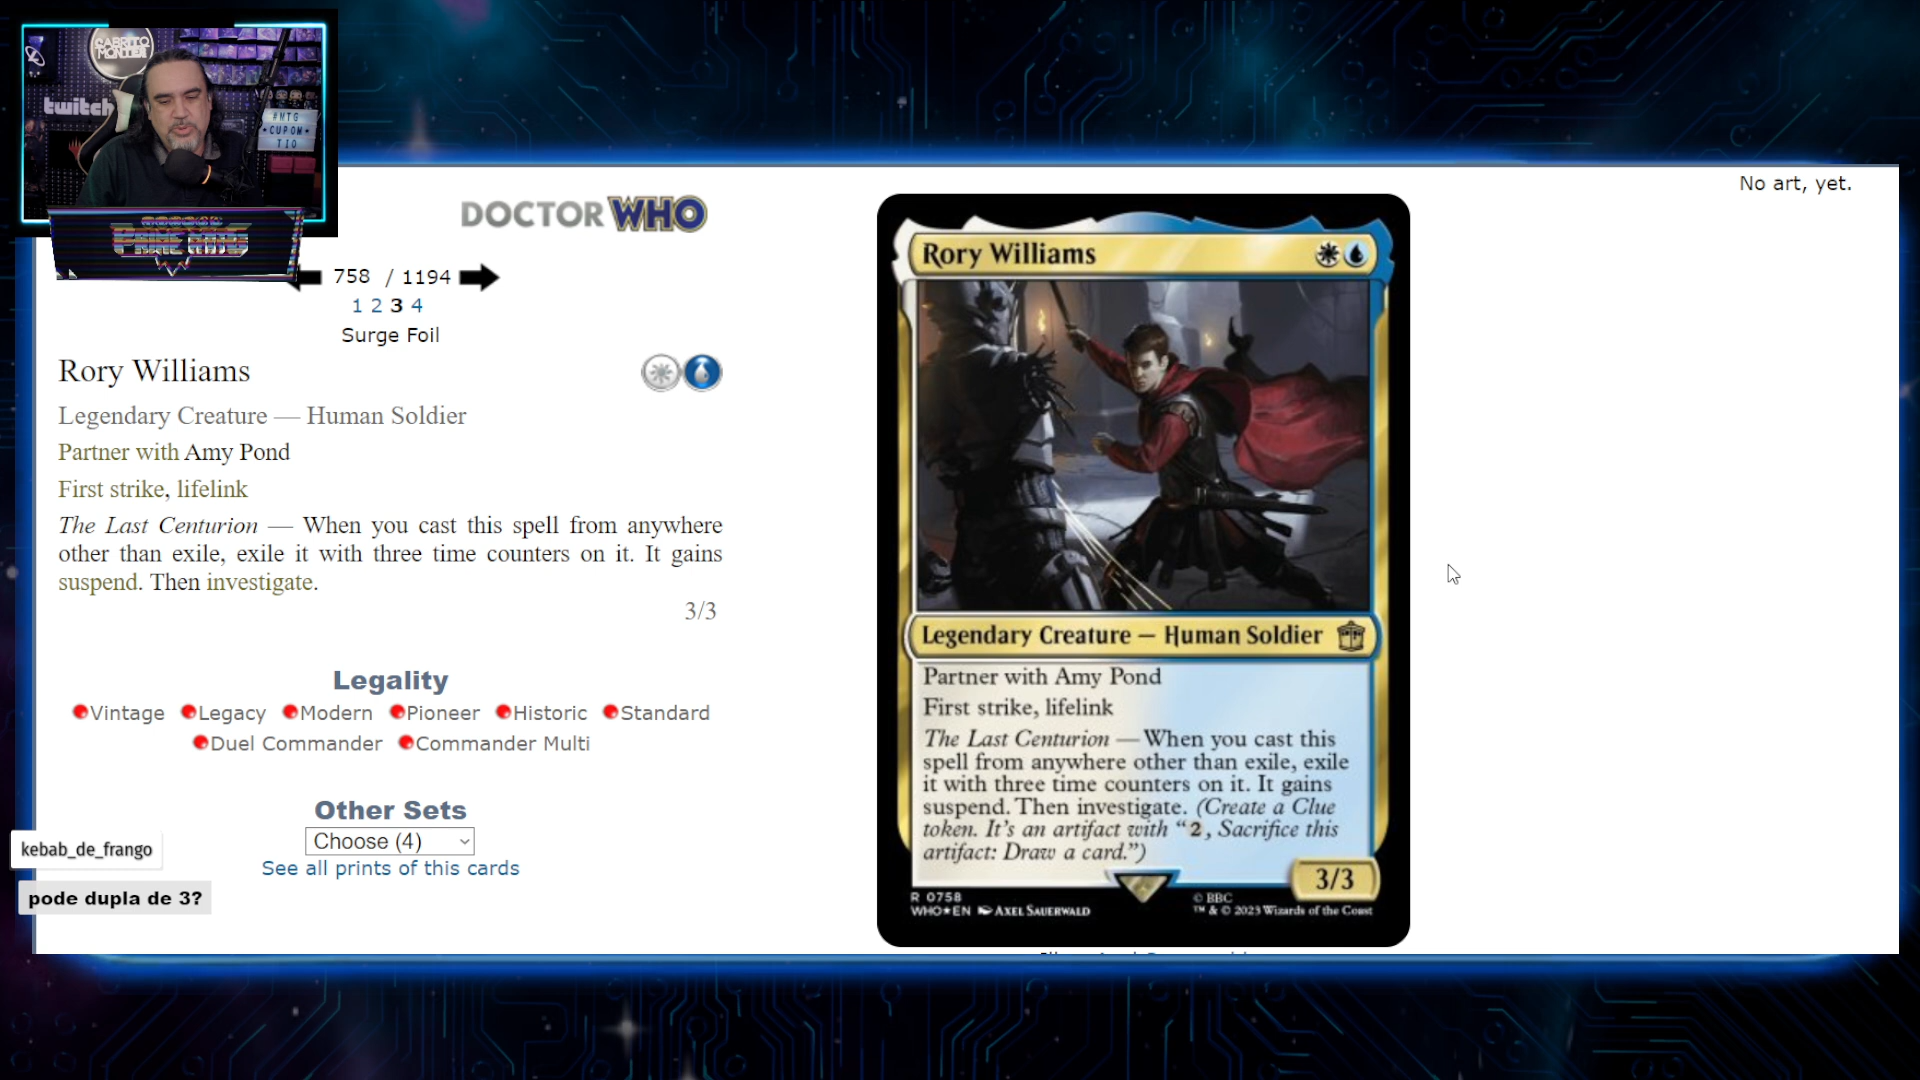 GABRITO
MONTÊS
twitch
#MTG
CUPOM
TIO
PRIME TIME
DOCTOR WHO
758 / 1194
1 2 3 4
Surge Foil
Rory Williams
Legendary Creature — Human Soldier
Partner with Amy Pond
First strike, lifelink
The Last Centurion — When you cast this spell from anywhere
other than exile, exile it with three time counters on it. It gains
suspend. Then investigate.
3/3
Legality
Vintage Legacy Modern Pioneer Historic Standard
Duel Commander Commander Multi
Other Sets
Choose (4)
See all prints of this cards
kebab_de_frango
pode dupla de 3?
No art, yet.
Rory Williams
Legendary Creature — Human Soldier
Partner with Amy Pond
First strike, lifelink
The Last Centurion — When you cast this
spell from anywhere other than exile, exile
it with three time counters on it. It gains
suspend. Then investigate. (Create a Clue
token. It's an artifact with “2, Sacrifice this
artifact: Draw a card.”)
3/3
R 0758
WHO★EN AXEL SAUERWALD
© BBC
™ & © 2023 Wizards of the Coast